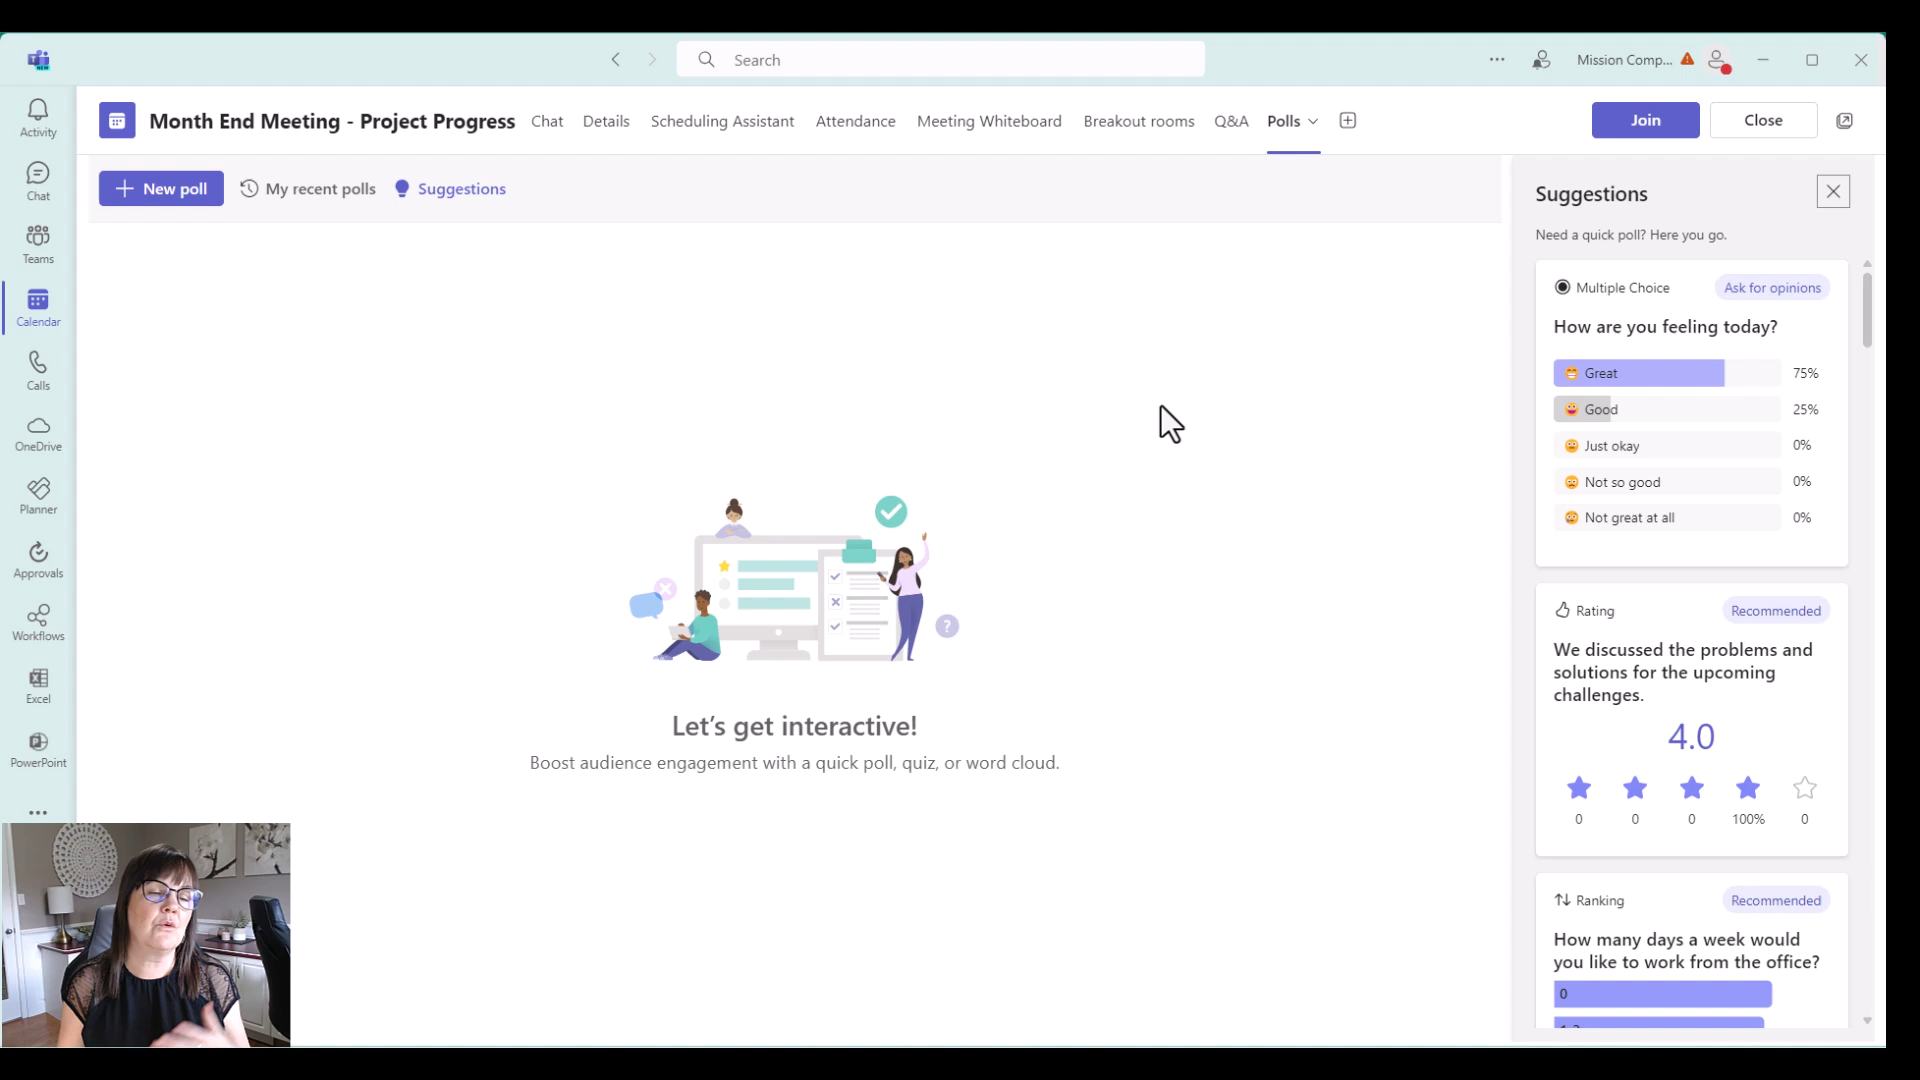 NEW
Search
Mission Comp...
Activity
Chat
Teams
Calendar
Calls
OneDrive
Planner
Approvals
Workflows
Excel
PowerPoint
Month End Meeting - Project Progress
Chat
Details
Scheduling Assistant
Attendance
Meeting Whiteboard
Breakout rooms
Q&A
Polls
Join
Close
New poll
My recent polls
Suggestions
Let's get interactive!
Boost audience engagement with a quick poll, quiz, or word cloud.
Suggestions
Need a quick poll? Here you go.
Multiple Choice
Ask for opinions
How are you feeling today?
Great 75%
Good 25%
Just okay 0%
Not so good 0%
Not great at all 0%
Rating
Recommended
We discussed the problems and
solutions for the upcoming
challenges.
4.0
0 0 0 100% 0
Ranking
Recommended
How many days a week would
you like to work from the office?
0